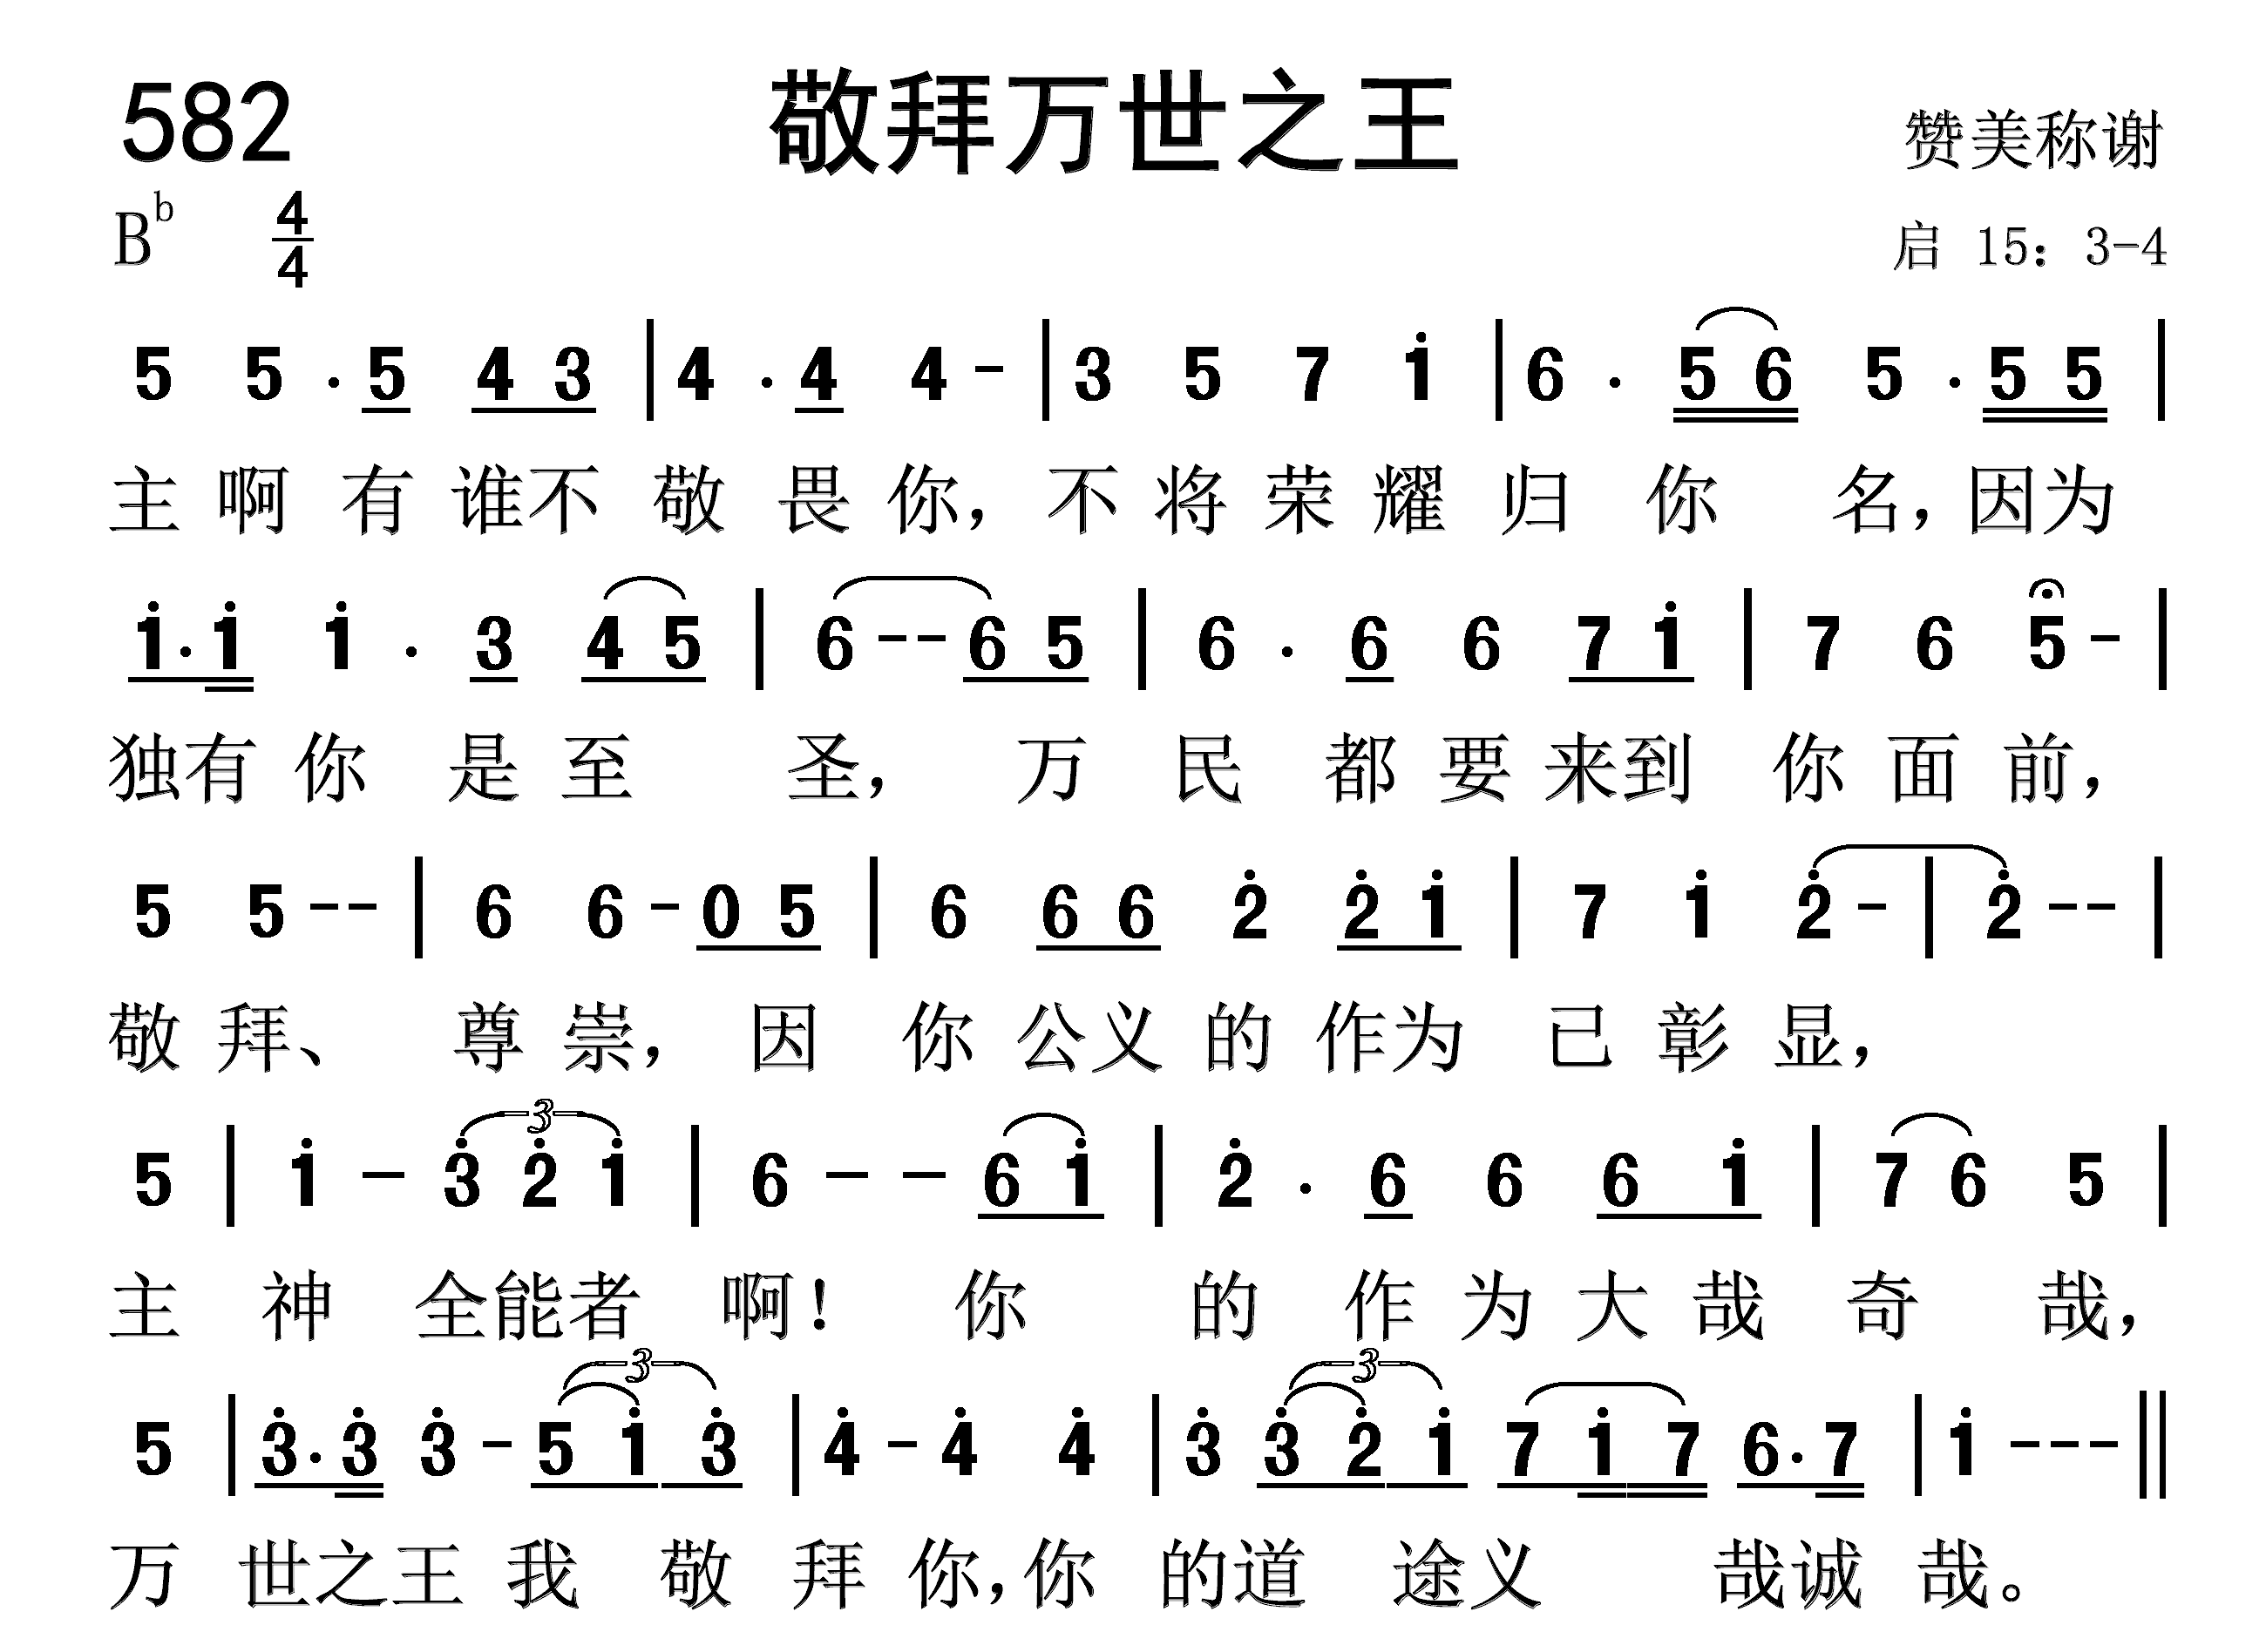 582 敬拜万世之王 赞美称谢
B♭ 4/4 启 15：3-4
5 5 . 5 4 3 | 4 . 4 4 - | 3 5 7 i | 6 . 5 6 5 . 5 5 |
主 啊 有 谁不 敬 畏 你，不 将 荣 耀 归 你 名，因为
i . i i . 3 4 5 | 6 - - 6 5 | 6 . 6 6 7 i | 7 6 5 - |
独有 你 是 至 圣， 万 民 都 要 来到 你 面 前，
5 5 - - | 6 6 - 0 5 | 6 6 6 2̇ 2̇ i | 7 i 2̇ - | 2̇ - - |
敬 拜、 尊 崇， 因 你 公义 的 作为 已 彰 显，
3
5 | i - 3̇ 2̇ i | 6 - - 6 i | 2̇ . 6 6 6 i | 7 6 5 |
主 神 全能者 啊！ 你 的 作 为 大 哉 奇 哉，
3 3
5 | 3̇ . 3̇ 3̇ - 5 i 3̇ | 4̇ - 4̇ 4̇ | 3̇ 3̇ 2̇ i 7 i 7 6 . 7 | i - - - ||
万 世之王 我 敬 拜 你，你 的道 途义 哉诚 哉。